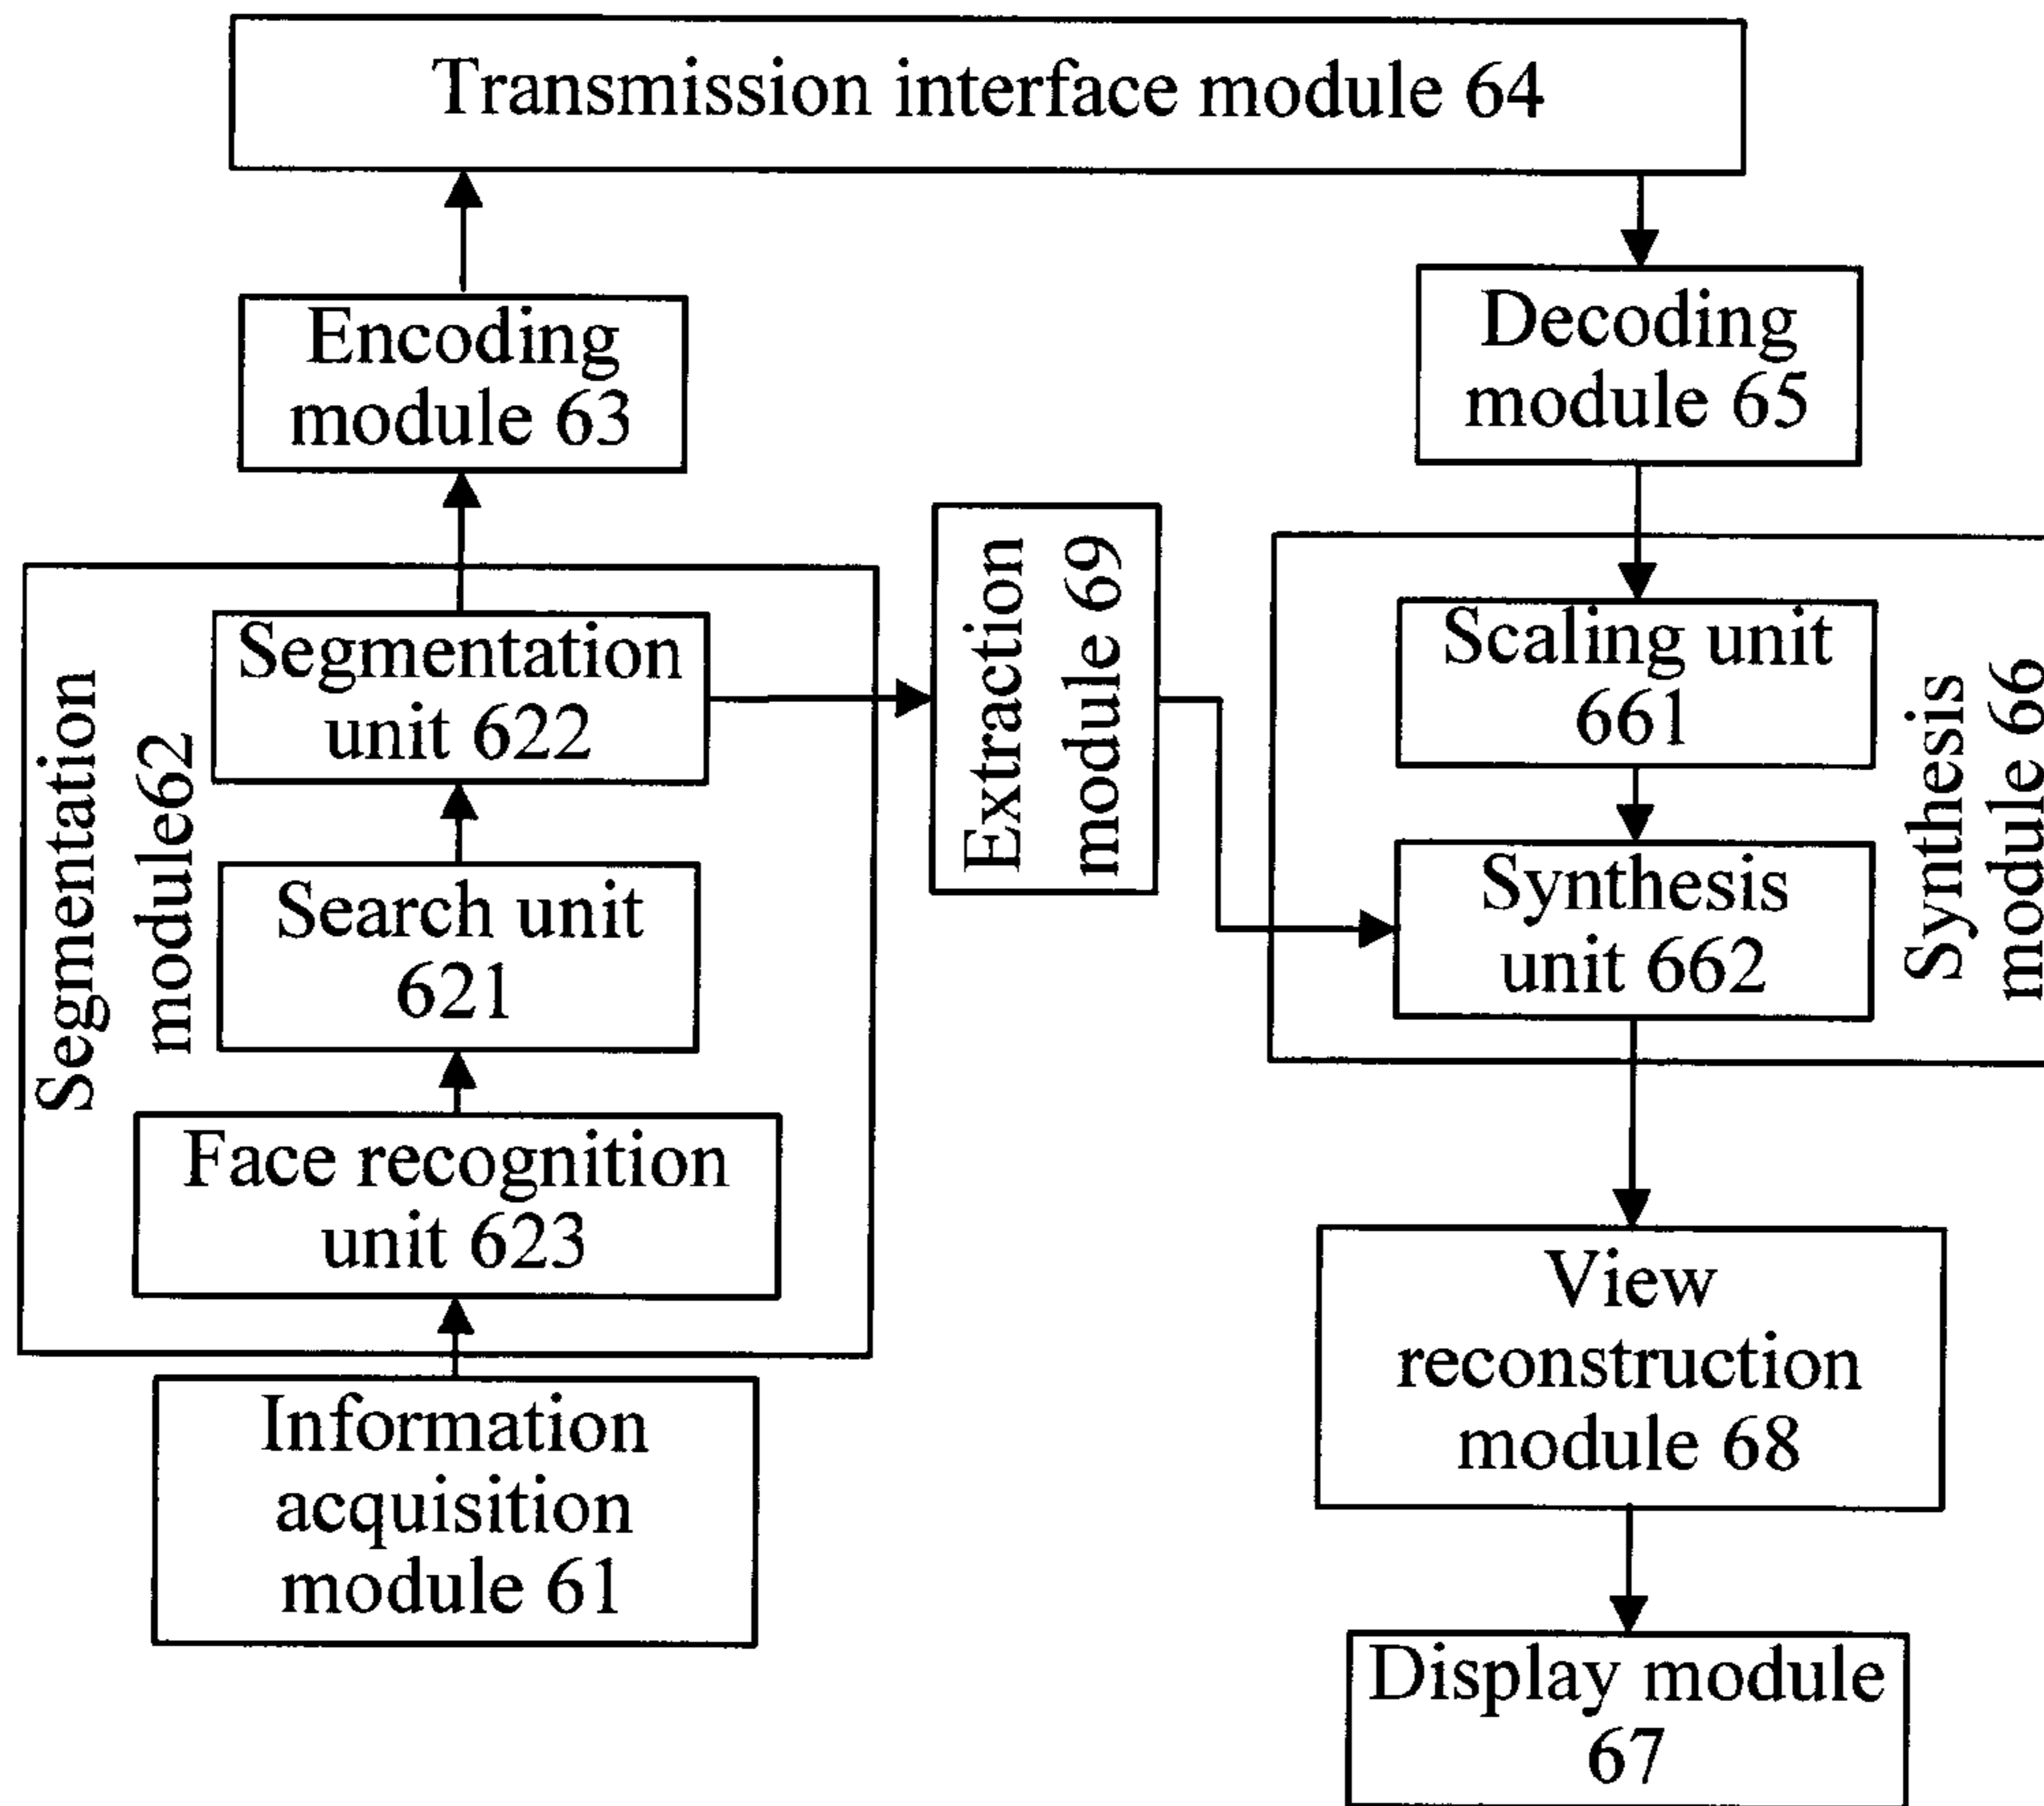 Transmission interface module 64
Encoding
module 63
Decoding
module 65
Segmentation
module62
Segmentation
unit 622
Search unit
621
Face recognition
unit 623
Information
acquisition
module 61
Extraction
module 69
Scaling unit
661
Synthesis
unit 662
Synthesis
module 66
View
reconstruction
module 68
Display module
67